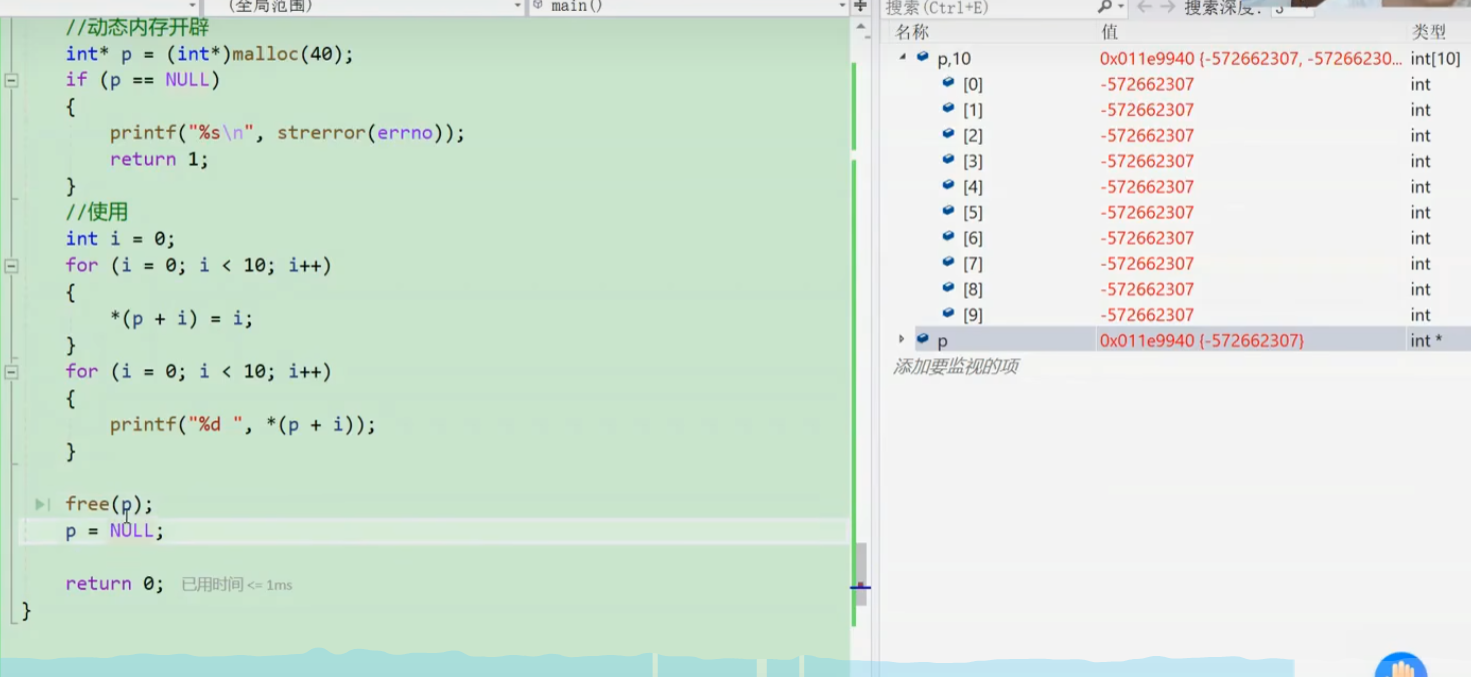 (全局范围)
main()
//动态内存开辟
int* p = (int*)malloc(40);
if (p == NULL)
{
printf("%s\n", strerror(errno));
return 1;
}
//使用
int i = 0;
for (i = 0; i < 10; i++)
{
*(p + i) = i;
}
for (i = 0; i < 10; i++)
{
printf("%d ", *(p + i));
}
free(p);
p = NULL;
return 0; 已用时间 <= 1ms
}
搜索(Ctrl+E) 搜索深度:
名称 值 类型
p,10 0x011e9940 {-572662307, -57266230... int[10]
[0] -572662307 int
[1] -572662307 int
[2] -572662307 int
[3] -572662307 int
[4] -572662307 int
[5] -572662307 int
[6] -572662307 int
[7] -572662307 int
[8] -572662307 int
[9] -572662307 int
p 0x011e9940 {-572662307} int *
添加要监视的项